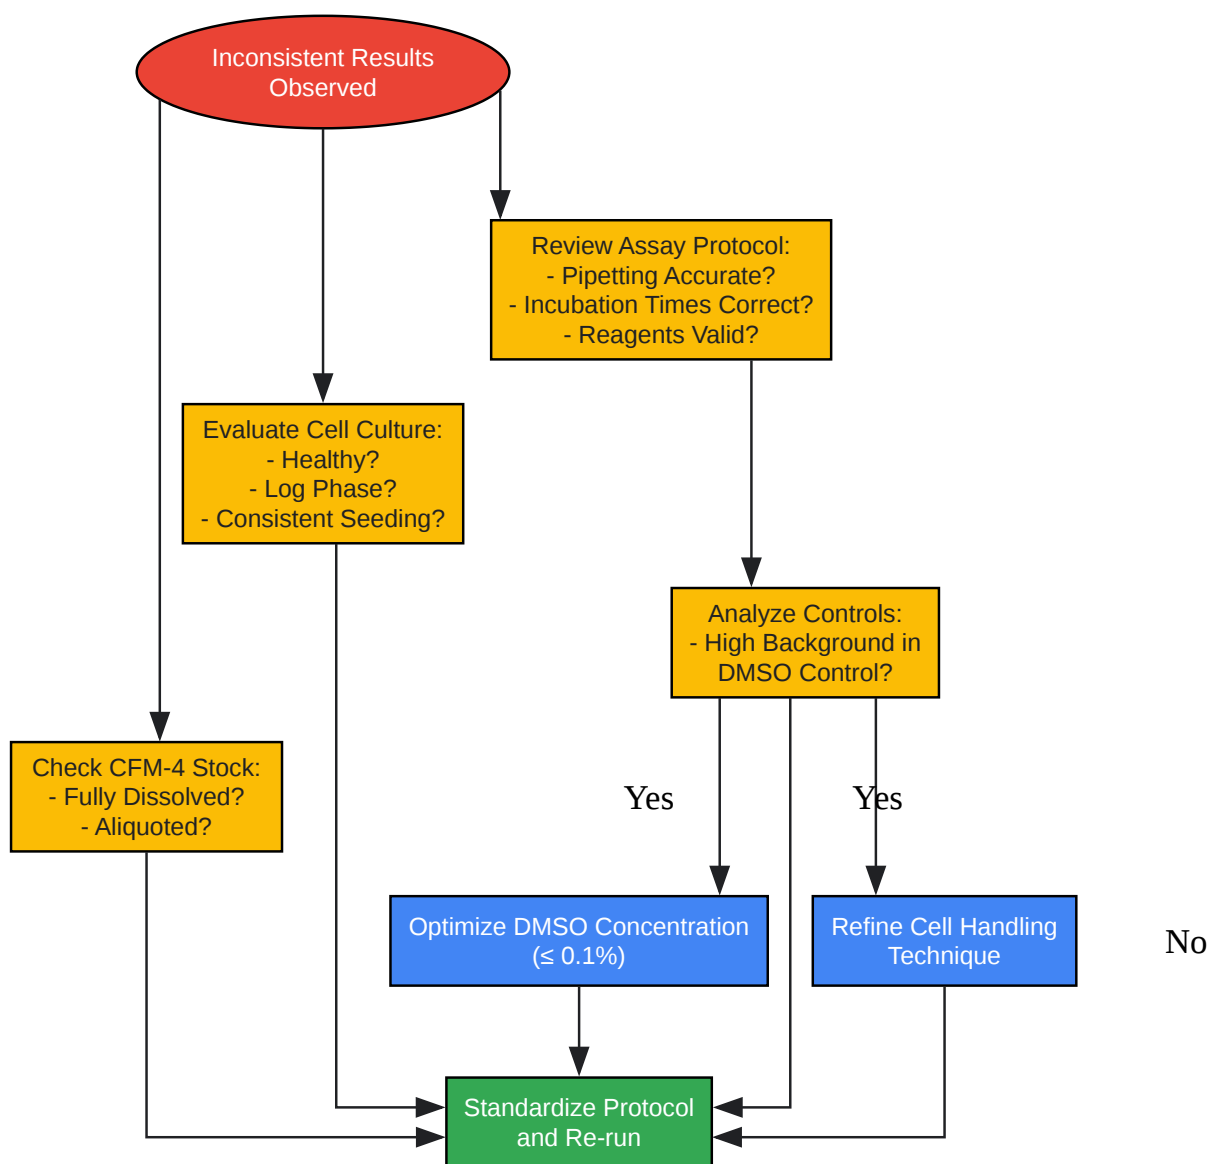 Inconsistent Results
Observed
Review Assay Protocol:
- Pipetting Accurate?
- Incubation Times Correct?
- Reagents Valid?
Evaluate Cell Culture:
- Healthy?
- Log Phase?
- Consistent Seeding?
Analyze Controls:
- High Background in
DMSO Control?
Check CFM-4 Stock:
- Fully Dissolved?
- Aliquoted?
Yes
Yes
Optimize DMSO Concentration
(≤ 0.1%)
Refine Cell Handling
Technique
No
Standardize Protocol
and Re-run